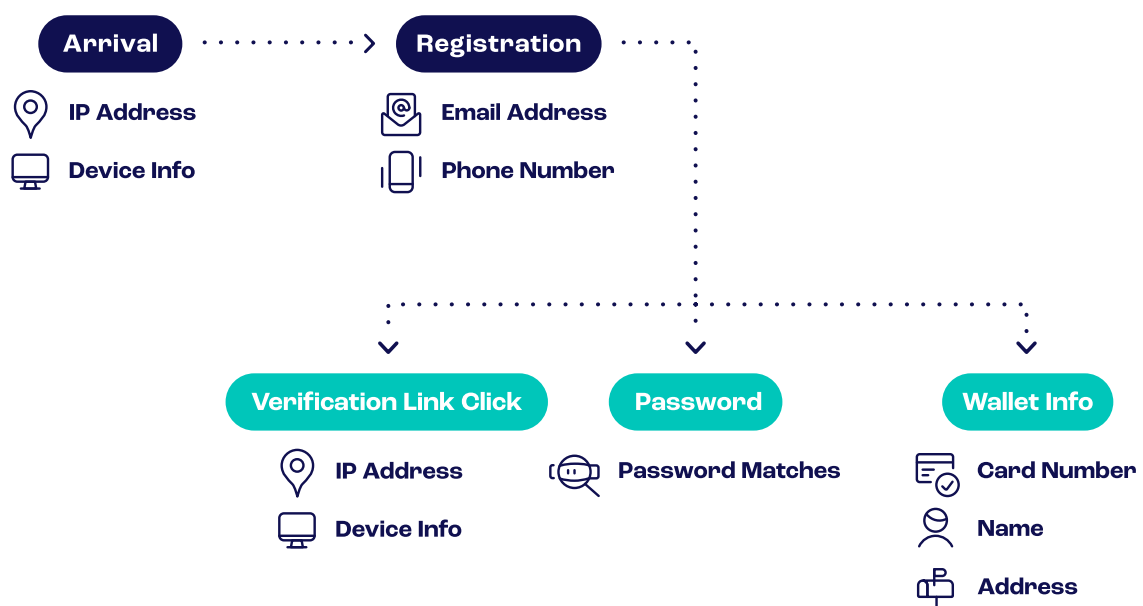 Arrival
Registration
IP Address
Email Address
Device Info
Phone Number
Verification Link Click
Password
Wallet Info
IP Address
Password Matches
Card Number
Device Info
Name
Address